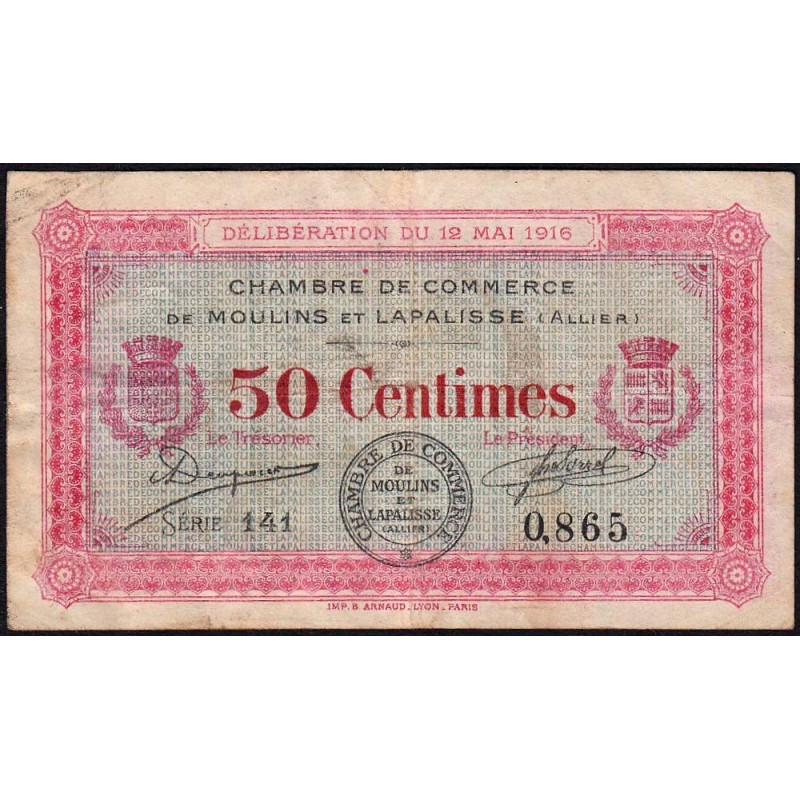 DÉLIBÉRATION DU 12 MAI 1916
CHAMBRE DE COMMERCE
DE MOULINS ET LAPALISSE (ALLIER)
50 Centimes
Le Trésorier, Le Président,
CHAMBRE DE COMMERCE
DE
MOULINS
ET
LAPALISSE
(ALLIER)
SÉRIE 141 0,865
IMP. B. ARNAUD. LYON. PARIS